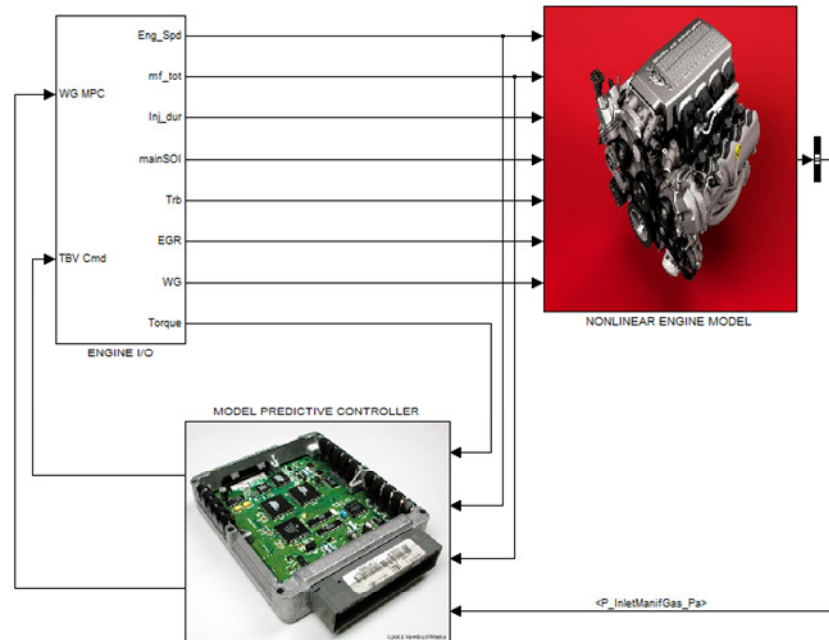 Eng_Spd
mf_tot
WG MPC
Inj_dur
mainSOI
Trb
EGR
TBV Cmd
WG
Torque
NONLINEAR ENGINE MODEL
ENGINE I/O
MODEL PREDICTIVE CONTROLLER
<P_InletManifGas_Pa>